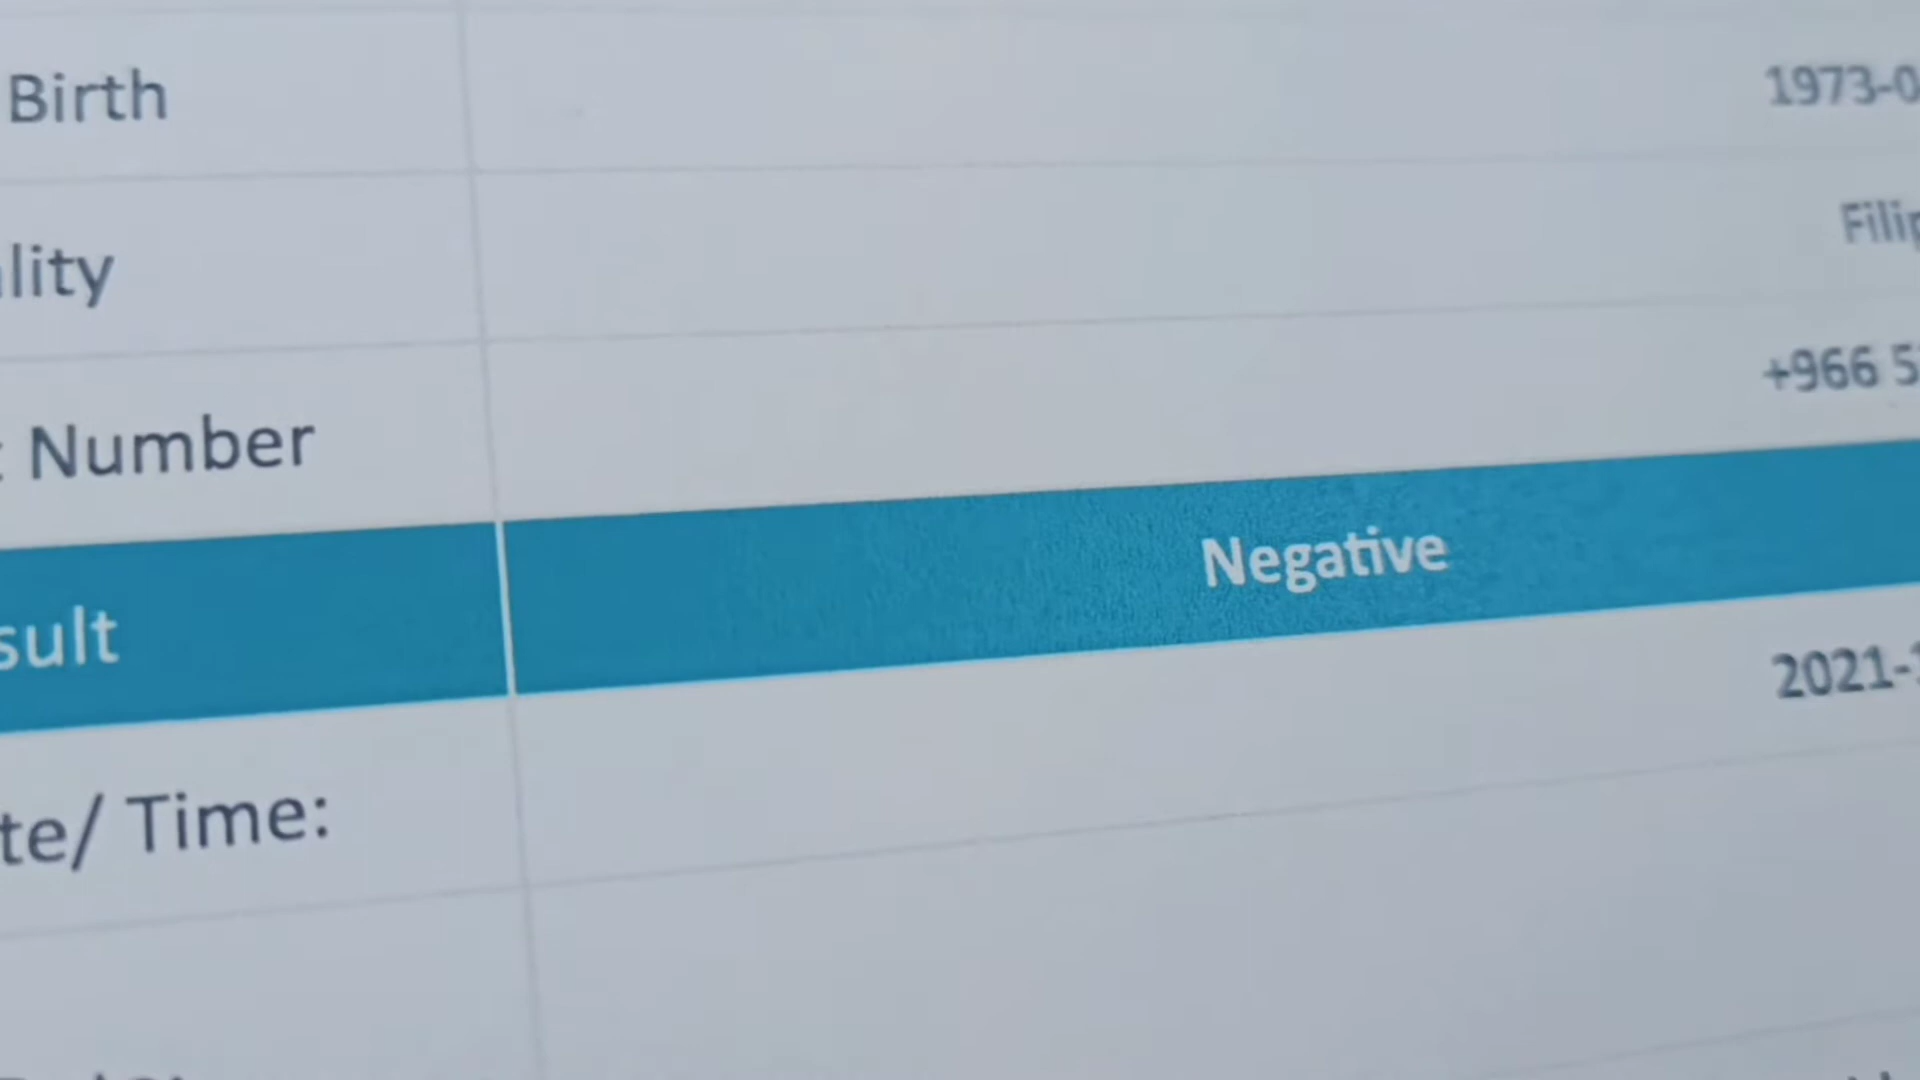 Birth 1973-0
lity Filip
Number +966 5
sult Negative
te/ Time: 2021-